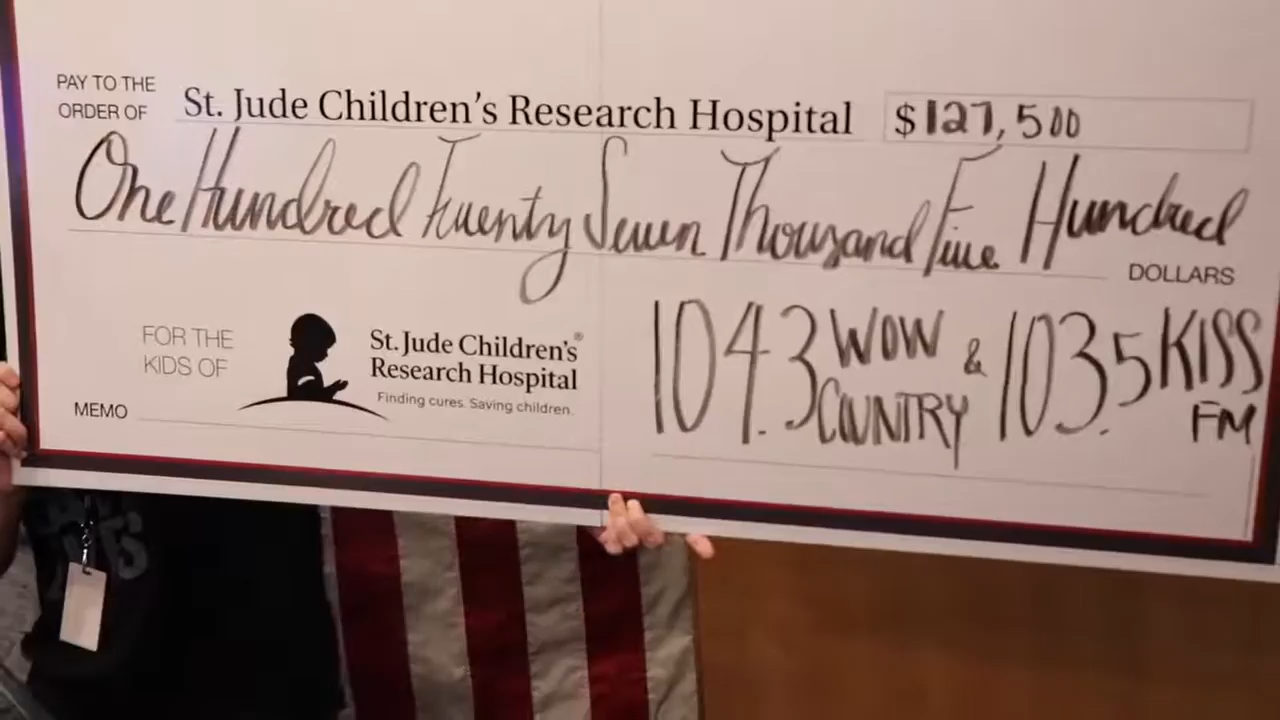 PAY TO THE
ORDER OF
St. Jude Children's Research Hospital
$127,500
One Hundred Twenty Seven Thousand Five Hundred
DOLLARS
FOR THE
KIDS OF
St. Jude Children's®
Research Hospital
Finding cures. Saving children.
MEMO
104.3 WOW COUNTRY & 103.5 KISS FM